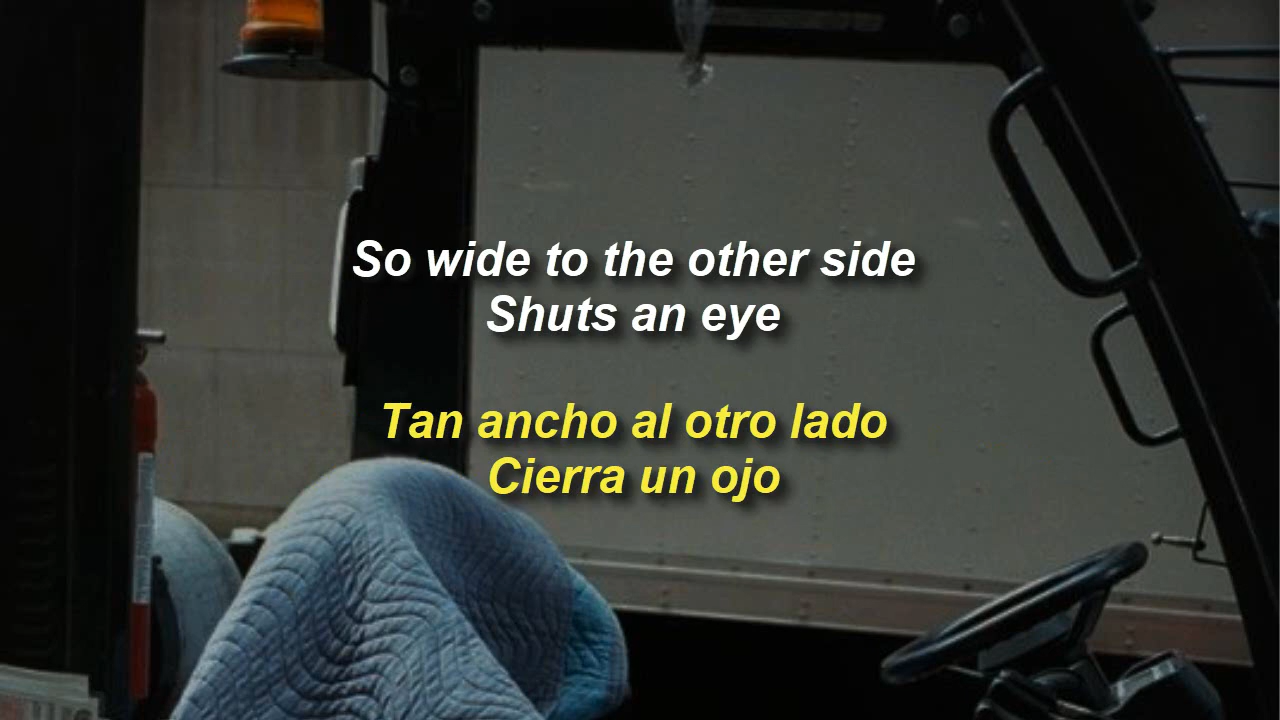 So wide to the other side
Shuts an eye
Tan ancho al otro lado
Cierra un ojo